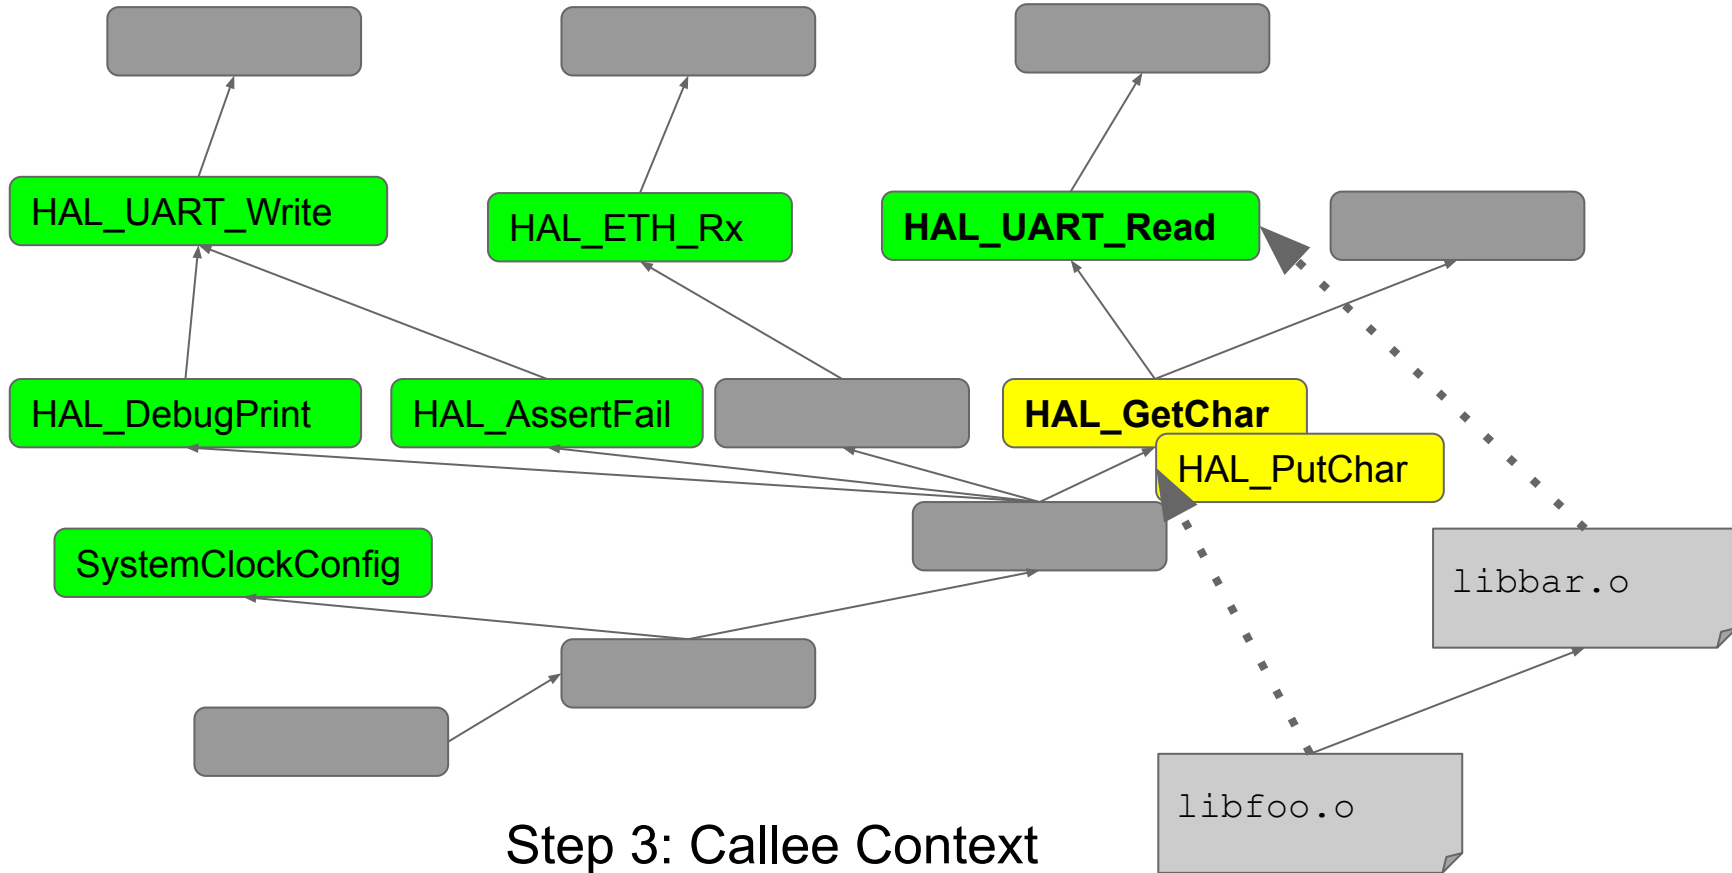 HAL_UART_Write
HAL_ETH_Rx
HAL_UART_Read
HAL_DebugPrint
HAL_AssertFail
HAL_GetChar
HAL_PutChar
SystemClockConfig
libbar.o
libfoo.o
Step 3: Callee Context